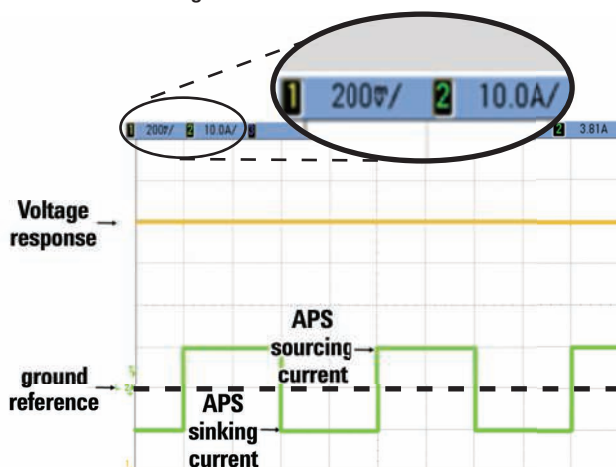 1 200mV/ 2 10.0A/
1 200mV/ 2 10.0A/ 3 2 3.81A
Voltage
response
APS
sourcing
current
ground
reference
APS
sinking
current